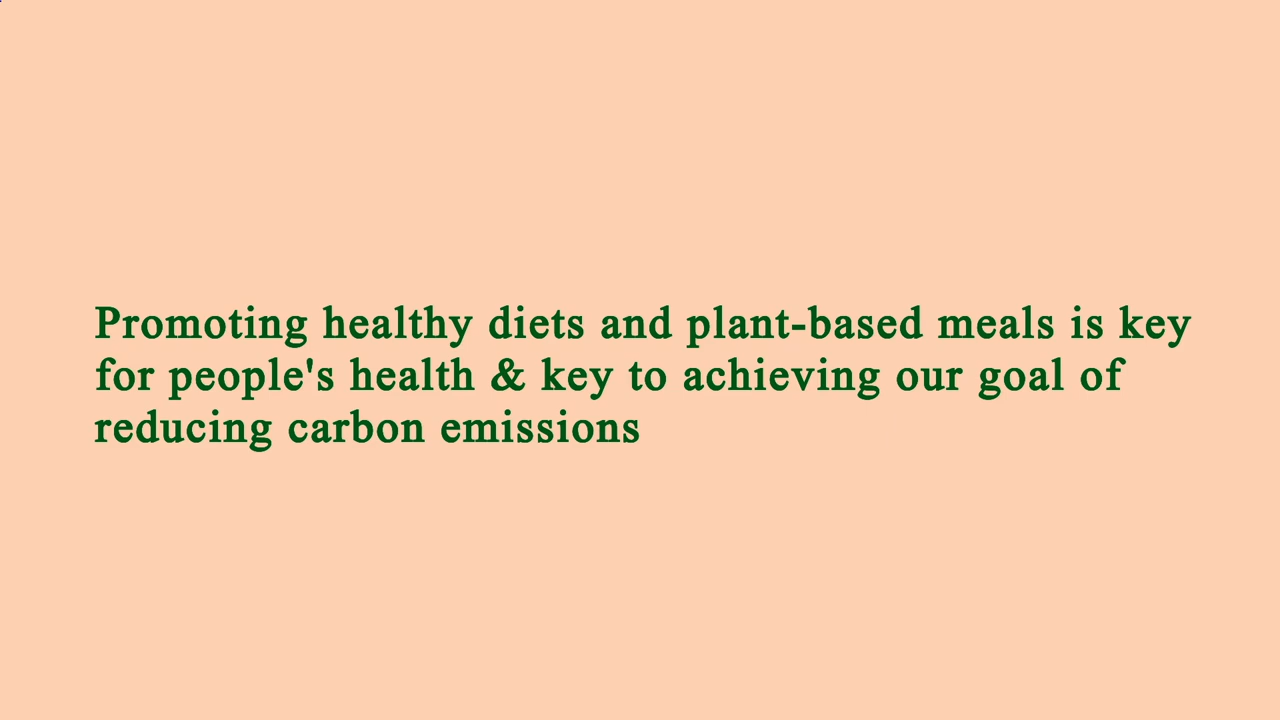 Promoting healthy diets and plant-based meals is key
for people's health & key to achieving our goal of
reducing carbon emissions